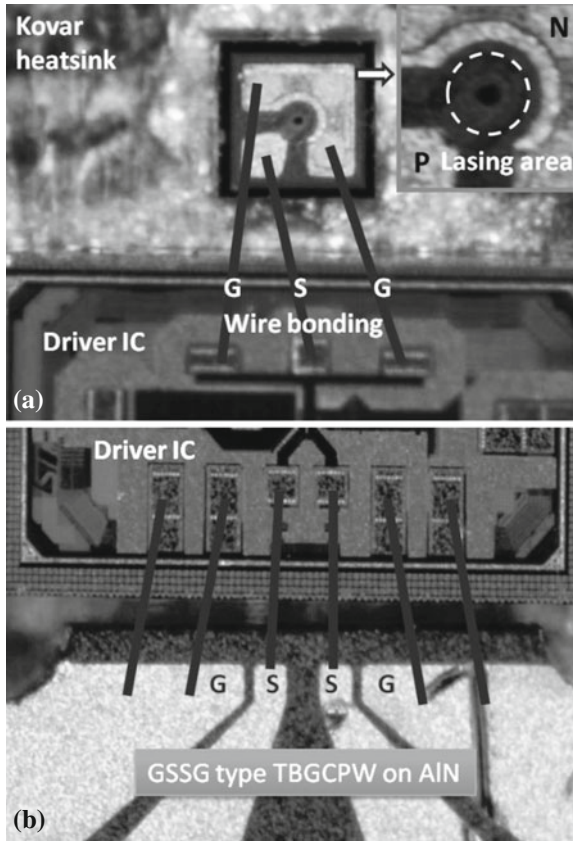 Kovar
heatsink
N
P Lasing area
G S G
Wire bonding
Driver IC
(a)
Driver IC
G S S G
GSSG type TBGCPW on AlN
(b)